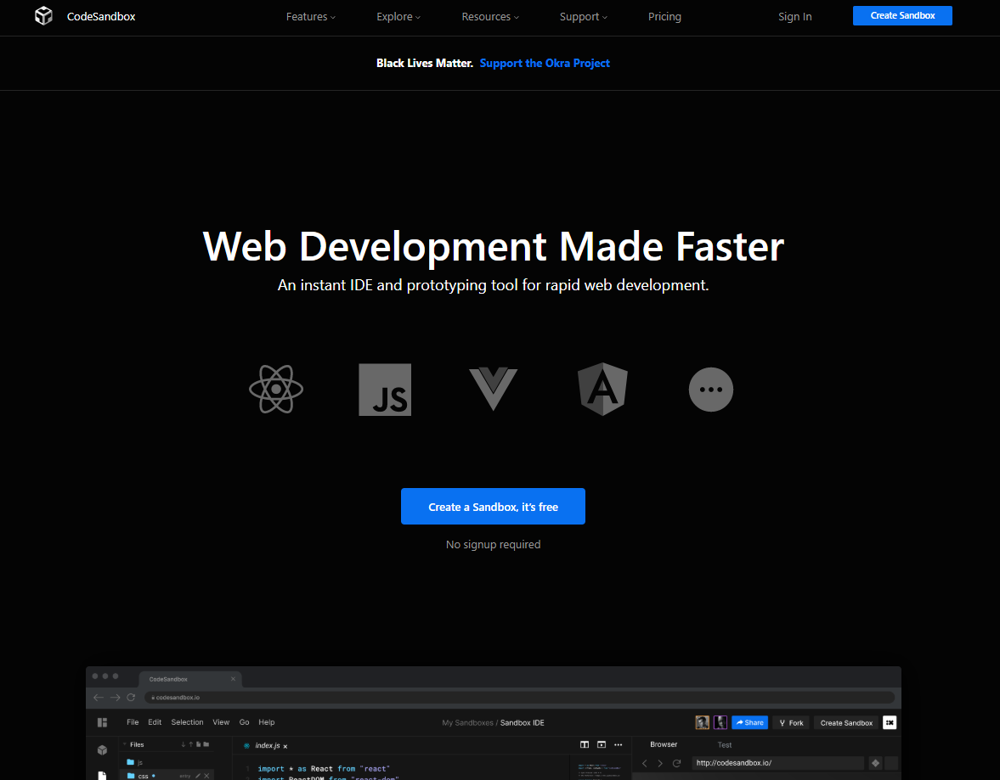 CodeSandbox
Features Explore Resources Support Pricing Sign In Create Sandbox
Black Lives Matter. Support the Okra Project
Web Development Made Faster
An instant IDE and prototyping tool for rapid web development.
JS
A
Create a Sandbox, it's free
No signup required
CodeSandbox
codesandbox.io
File Edit Selection View Go Help My Sandboxes / Sandbox IDE Share Fork Create Sandbox
Files index.js Browser Test
js
1 import * as React from "react" http://codesandbox.io/
css entry
import ReactDOM from "react-dom"